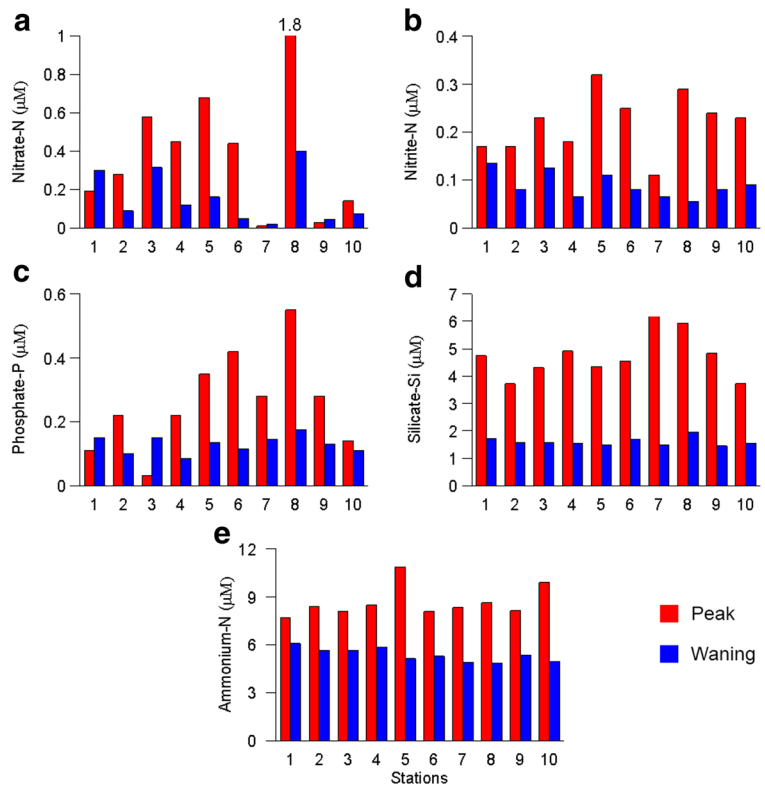 a
1.8
1
0.8
0.6
0.4
0.2
0
Nitrate-N (μM)
1 2 3 4 5 6 7 8 9 10
b
0.4
0.3
0.2
0.1
0
Nitrite-N (μM)
1 2 3 4 5 6 7 8 9 10
c
0.6
0.4
0.2
0
Phosphate-P (μM)
1 2 3 4 5 6 7 8 9 10
d
7
6
5
4
3
2
1
0
Silicate-Si (μM)
1 2 3 4 5 6 7 8 9 10
e
12
9
6
3
0
Ammonium-N (μM)
1 2 3 4 5 6 7 8 9 10
Stations
Peak
Waning